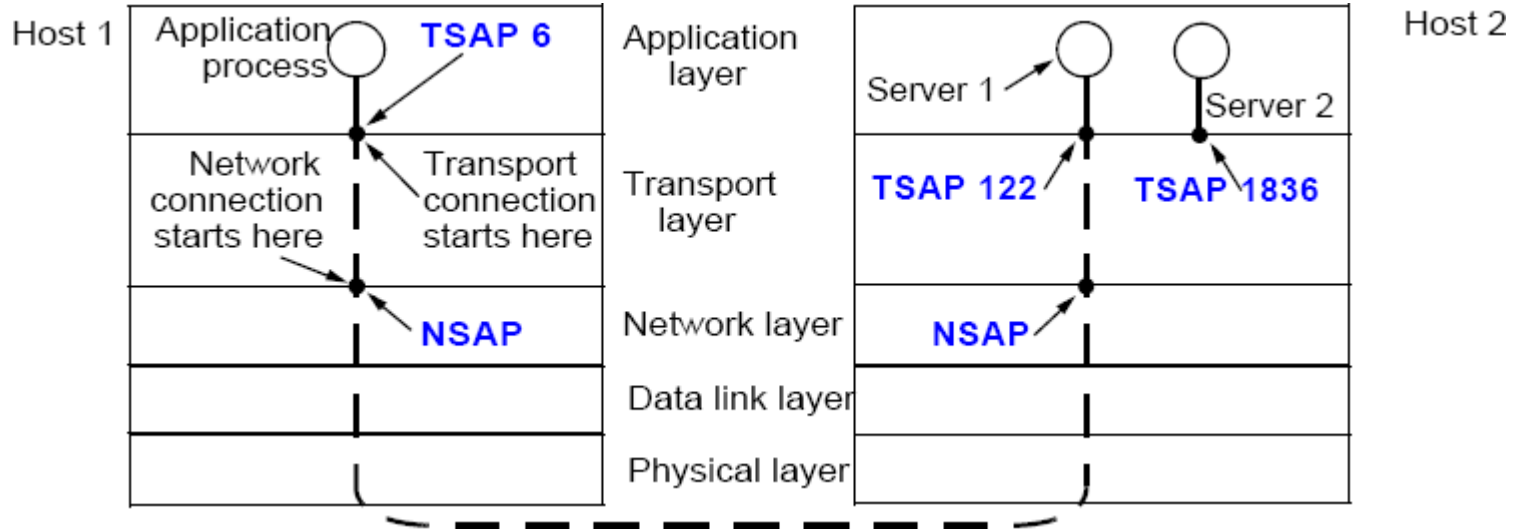 Host 1
Application
process
TSAP 6
Application
layer
Server 1
Server 2
Host 2
Network
connection
starts here
Transport
connection
starts here
Transport
layer
TSAP 122
TSAP 1836
NSAP
Network layer
NSAP
Data link layer
Physical layer